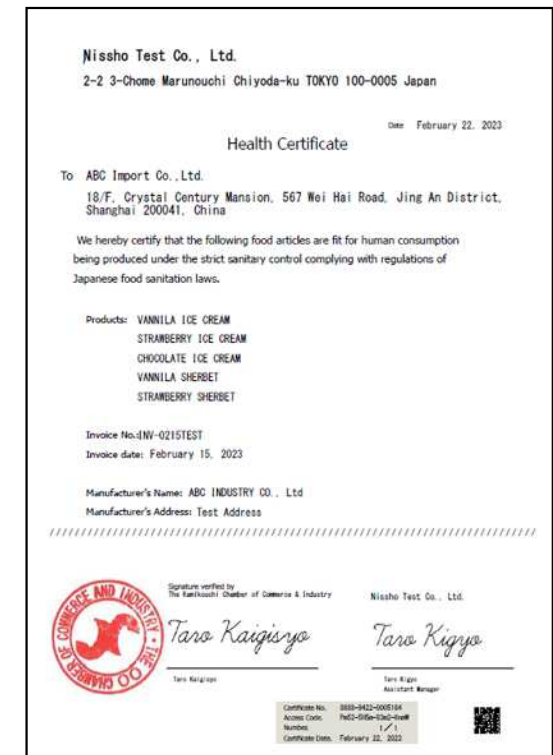 Nissho Test Co., Ltd.
2-2 3-Chome Marunouchi Chiyoda-ku TOKYO 100-0005 Japan
Date February 22, 2023
Health Certificate
To ABC Import Co.,Ltd.
18/F, Crystal Century Mansion, 567 Wei Hai Road, Jing An District,
Shanghai 200041, China
We hereby certify that the following food articles are fit for human consumption
being produced under the strict sanitary control complying with regulations of
Japanese food sanitation laws.
Products: VANNILA ICE CREAM
STRAWBERRY ICE CREAM
CHOCOLATE ICE CREAM
VANNILA SHERBET
STRAWBERRY SHERBET
Invoice No.:INV-0215TEST
Invoice date: February 15, 2023
Manufacturer's Name: ABC INDUSTRY CO., Ltd
Manufacturer's Address: Test Address
THE OO CHAMBER OF COMMERCE AND INDUSTRY
Signature verified by
The Kamikouchi Chamber of Commerce & Industry
Taro Kaigisyo
Taro Kaigisyo
Nissho Test Co., Ltd.
Taro Kigyo
Taro Kigyo
Assistant Manager
Certificate No.
Access Code.
Number. 1/1
Certificate Date. February 22, 2023